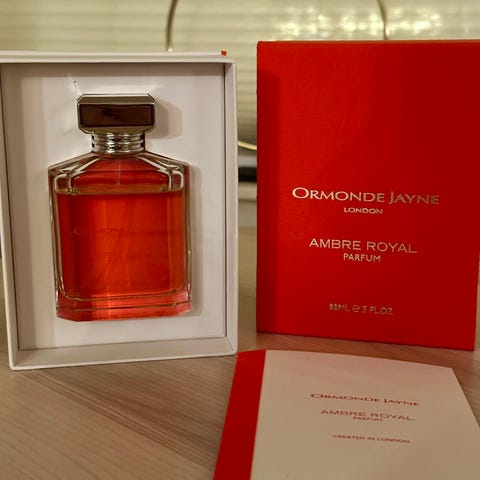 ORMONDE JAYNE
LONDON
AMBRE ROYAL
PARFUM
88ML ℮ 3 FL.OZ.
ORMONDE JAYNE
AMBRE ROYAL
PARFUM
CREATED IN LONDON